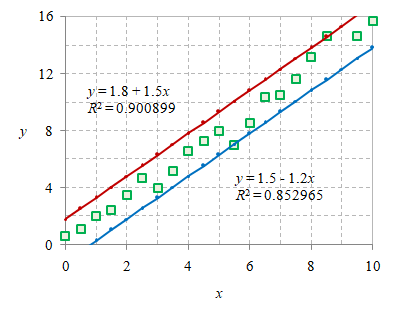 16
12
y = 1.8 + 1.5x
R² = 0.900899
y
8
y = 1.5 - 1.2x
R² = 0.852965
4
0
0 2 4 6 8 10
x